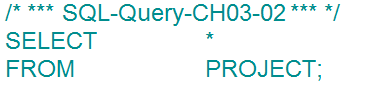 /* *** SQL-Query-CH03-02 *** */
SELECT *
FROM PROJECT;